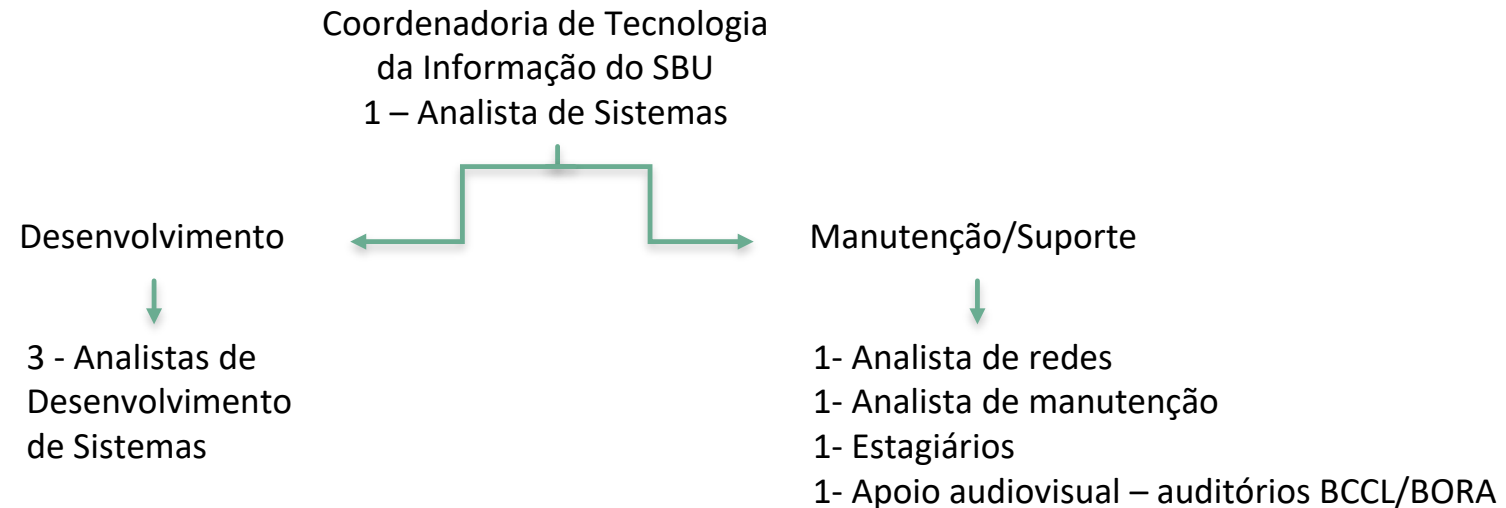 Coordenadoria de Tecnologia
da Informação do SBU
1 – Analista de Sistemas
Desenvolvimento
Manutenção/Suporte
3 - Analistas de
Desenvolvimento
de Sistemas
1- Analista de redes
1- Analista de manutenção
1- Estagiários
1- Apoio audiovisual – auditórios BCCL/BORA